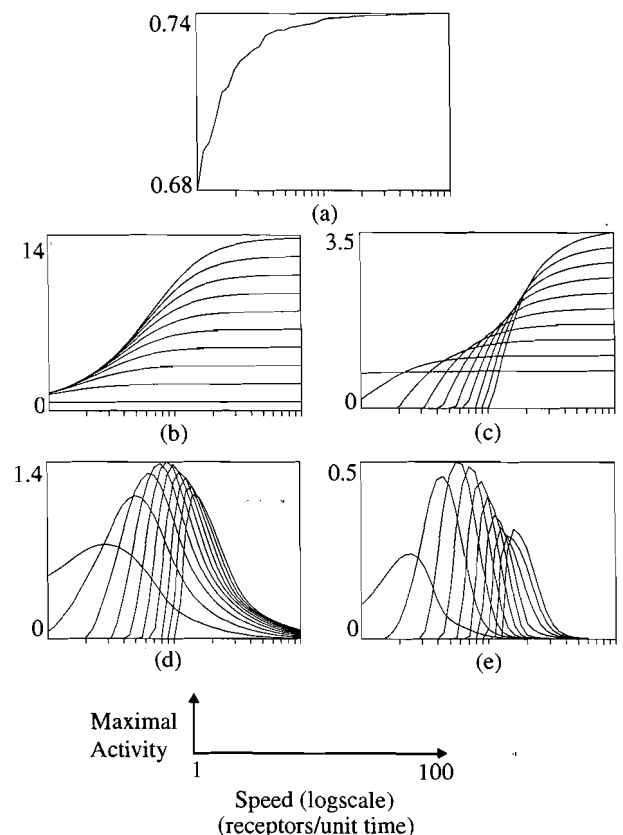 0.74
0.68
(a)
14
0
(b)
3.5
0
(c)
1.4
0
(d)
0.5
0
(e)
Maximal
Activity
1
100
Speed (logscale)
(receptors/unit time)